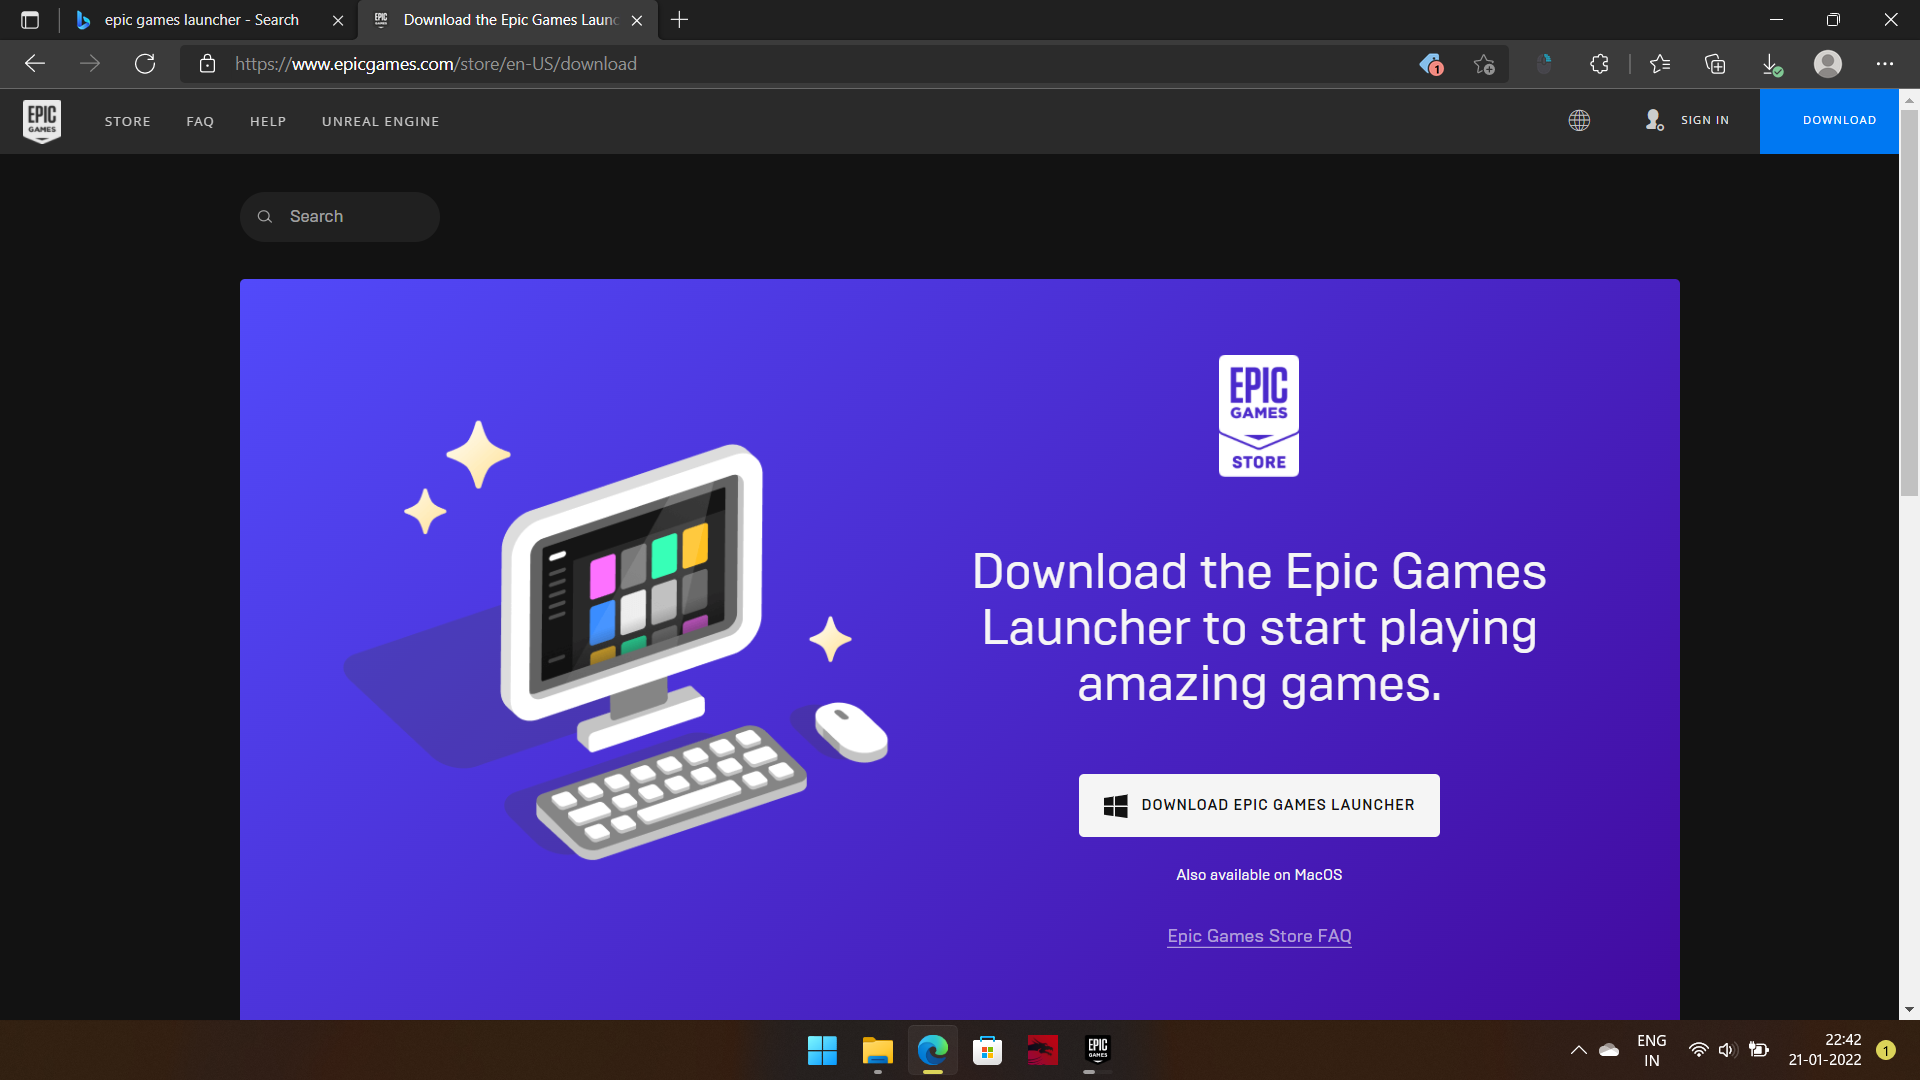 epic games launcher - Search
Download the Epic Games Launc
https://www.epicgames.com/store/en-US/download
1
EPIC
GAMES
STORE
FAQ
HELP
UNREAL ENGINE
SIGN IN
DOWNLOAD
Search
EPIC
GAMES
STORE
Download the Epic Games
Launcher to start playing
amazing games.
DOWNLOAD EPIC GAMES LAUNCHER
Also available on MacOS
Epic Games Store FAQ
EPIC
GAMES
ENG
IN
22:42
21-01-2022
1